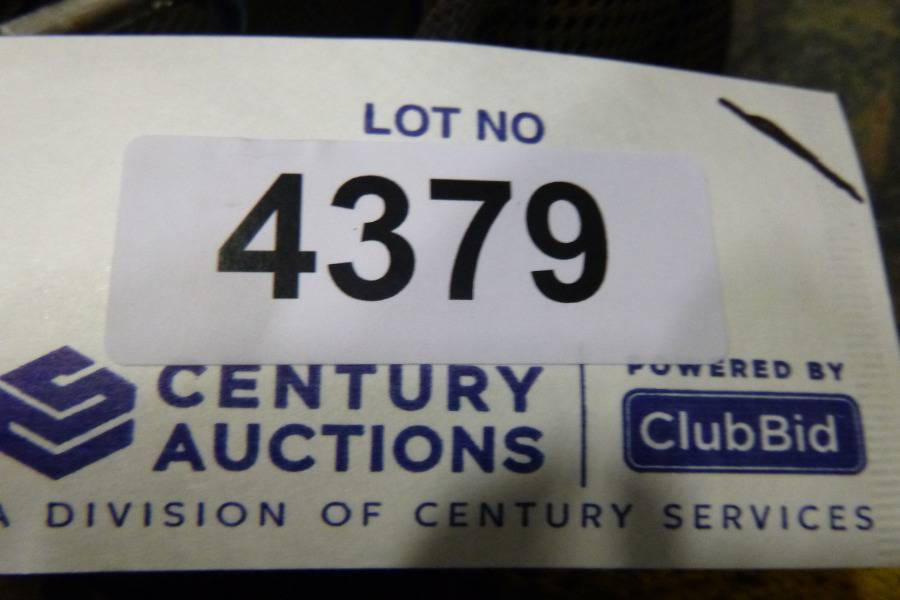 LOT NO
4379
CENTURY
AUCTIONS
POWERED BY
ClubBid
A DIVISION OF CENTURY SERVICES